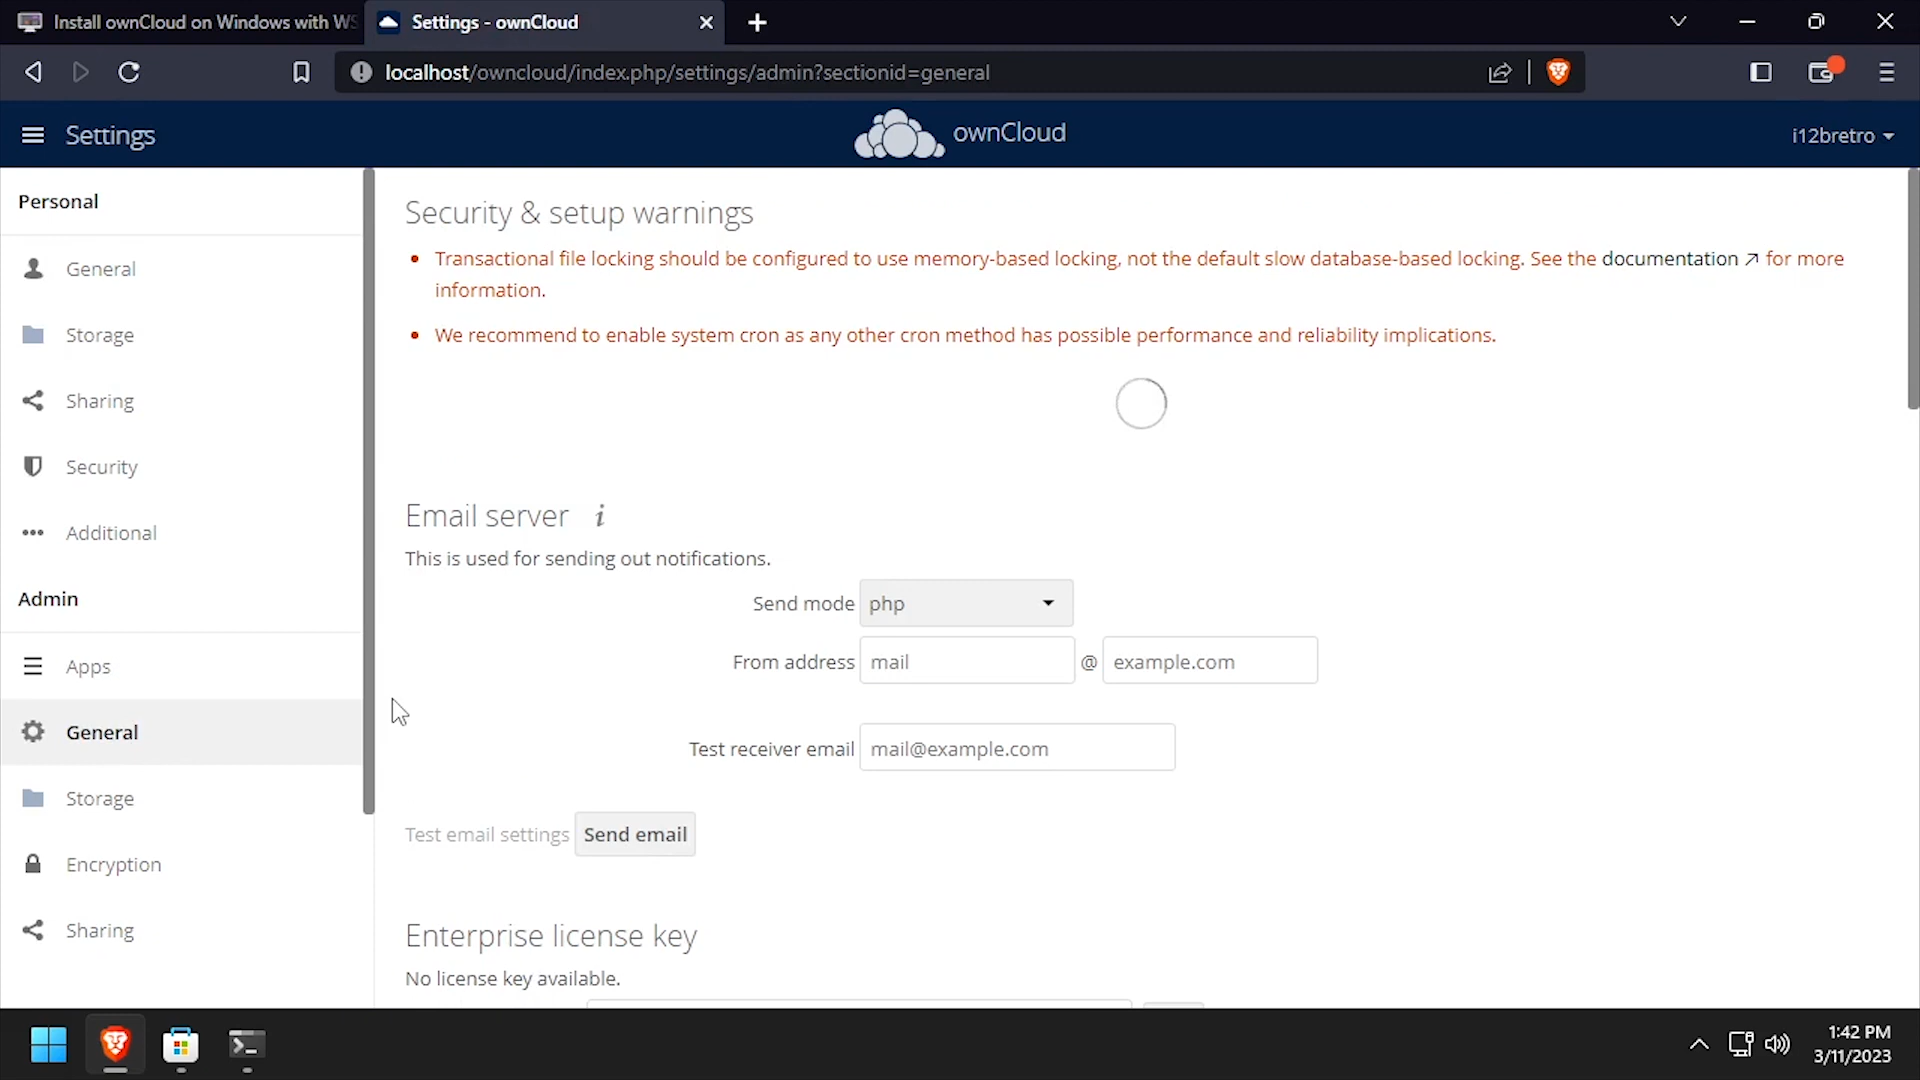 Install ownCloud on Windows with WS
Settings - ownCloud
localhost/owncloud/index.php/settings/admin?sectionid=general
Settings
ownCloud
i12bretro
Personal
General
Storage
Sharing
Security
Additional
Admin
Apps
General
Storage
Encryption
Sharing
Security & setup warnings
Transactional file locking should be configured to use memory-based locking, not the default slow database-based locking. See the documentation ↗ for more
information.
We recommend to enable system cron as any other cron method has possible performance and reliability implications.
Email server i
This is used for sending out notifications.
Send mode php
From address mail @ example.com
Test receiver email mail@example.com
Test email settings Send email
Enterprise license key
No license key available.
1:42 PM
3/11/2023